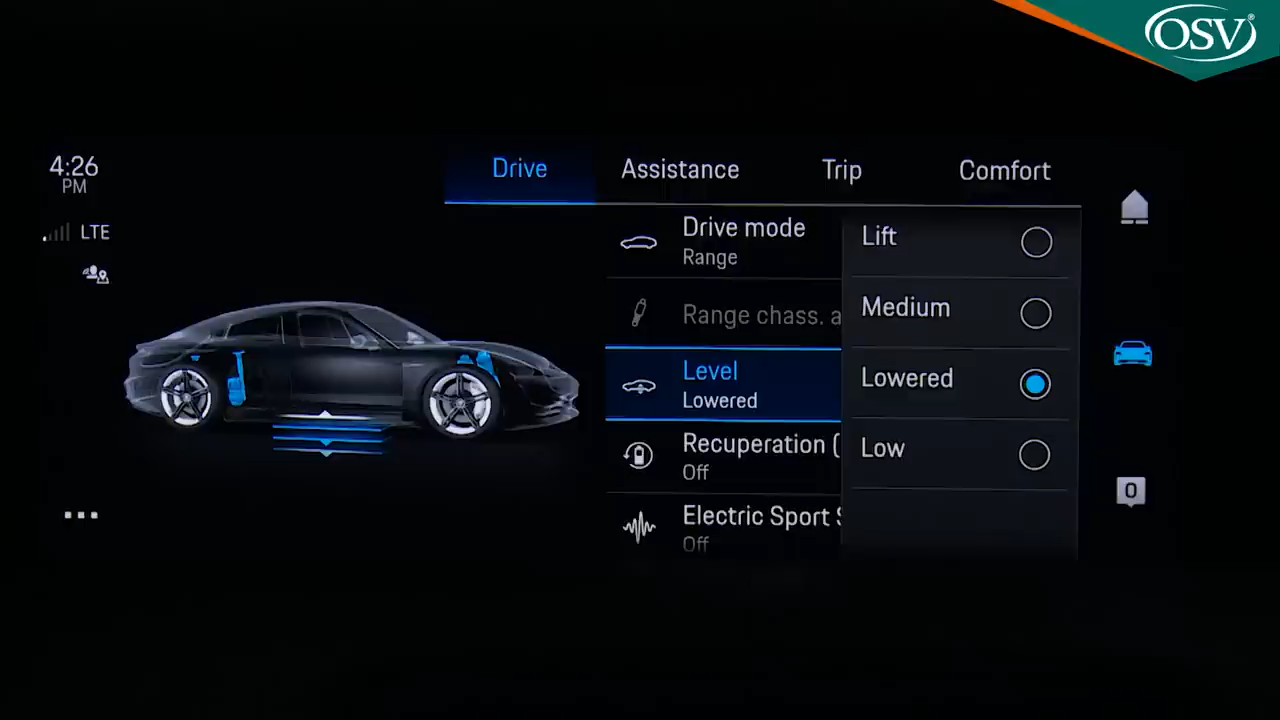 OSV®
4:26
PM
LTE
Drive
Assistance
Trip
Comfort
Drive mode
Range
Range chass. a
Level
Lowered
Recuperation (
Off
Electric Sport S
Off
Lift
Medium
Lowered
Low
0